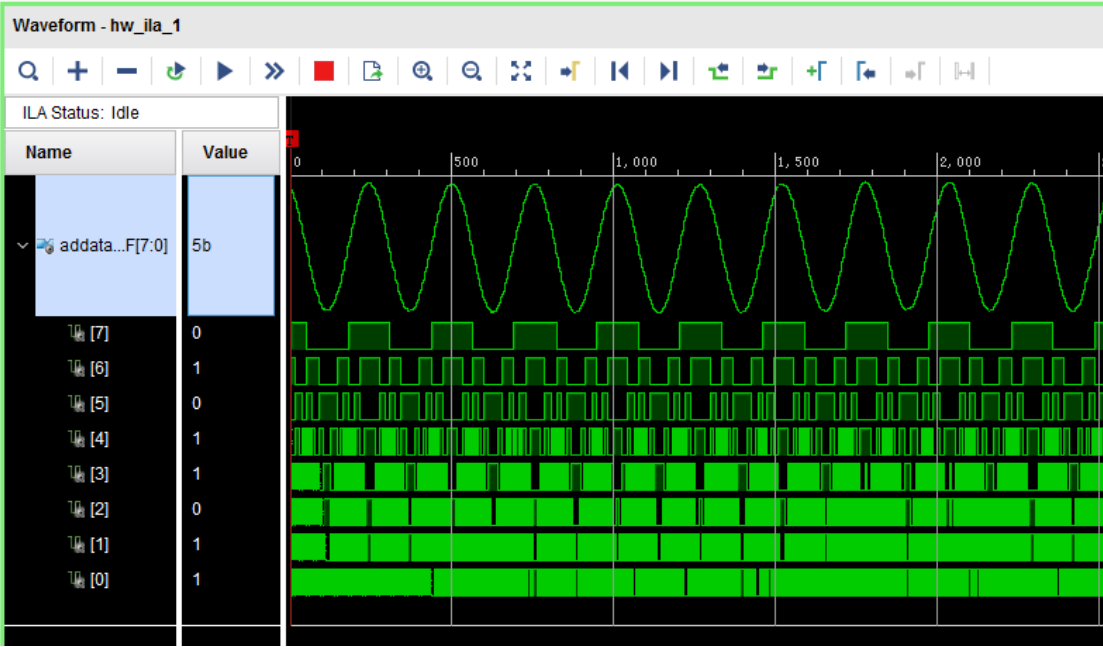 Waveform - hw_ila_1
ILA Status: Idle
Name Value
T
0 500 1,000 1,500 2,000
addata...F[7:0] 5b
[7] 0
[6] 1
[5] 0
[4] 1
[3] 1
[2] 0
[1] 1
[0] 1